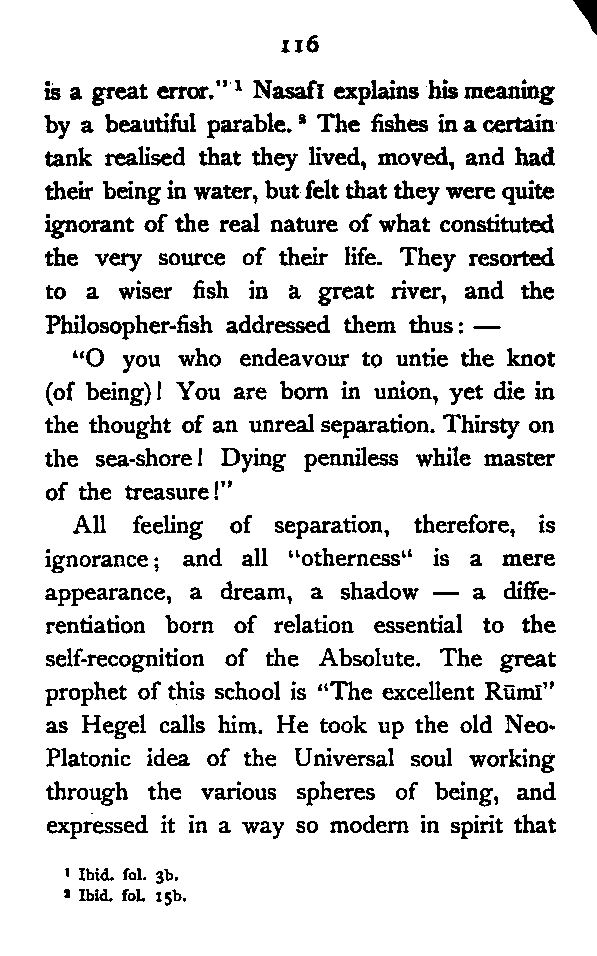 116
is a great error." ¹ Nasafī explains his meaning
by a beautiful parable. ² The fishes in a certain
tank realised that they lived, moved, and had
their being in water, but felt that they were quite
ignorant of the real nature of what constituted
the very source of their life. They resorted
to a wiser fish in a great river, and the
Philosopher-fish addressed them thus: —
"O you who endeavour to untie the knot
(of being)! You are born in union, yet die in
the thought of an unreal separation. Thirsty on
the sea-shore! Dying penniless while master
of the treasure!"
All feeling of separation, therefore, is
ignorance; and all "otherness" is a mere
appearance, a dream, a shadow — a diffe-
rentiation born of relation essential to the
self-recognition of the Absolute. The great
prophet of this school is "The excellent Rūmī"
as Hegel calls him. He took up the old Neo-
Platonic idea of the Universal soul working
through the various spheres of being, and
expressed it in a way so modern in spirit that
¹ Ibid. fol. 3b.
² Ibid. fol. 15b.